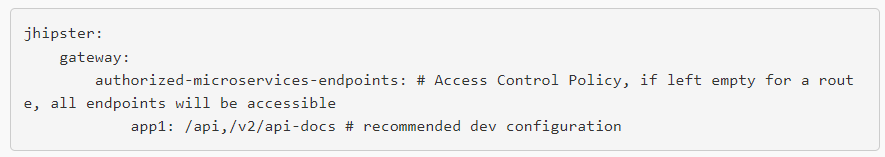 jhipster:
    gateway:
        authorized-microservices-endpoints: # Access Control Policy, if left empty for a rout
e, all endpoints will be accessible
            app1: /api,/v2/api-docs # recommended dev configuration